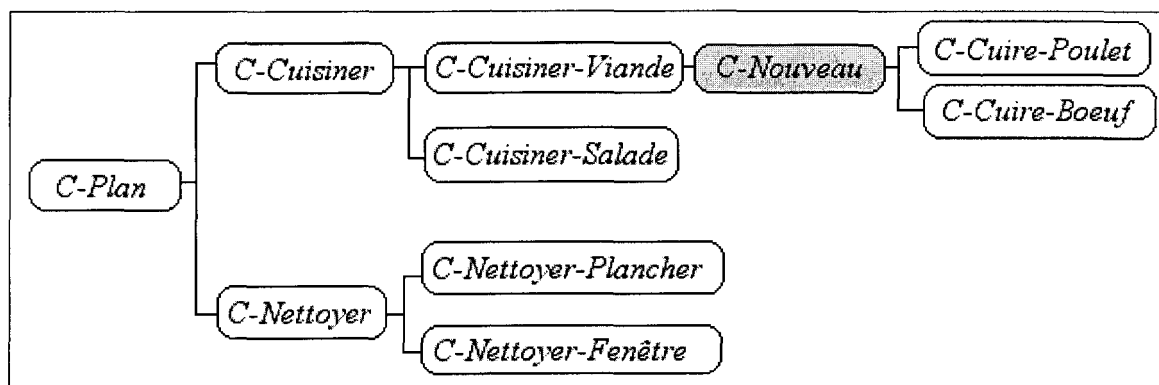 C-Plan
C-Cuisiner
C-Cuisiner-Viande
C-Nouveau
C-Cuire-Poulet
C-Cuire-Boeuf
C-Cuisiner-Salade
C-Nettoyer
C-Nettoyer-Plancher
C-Nettoyer-Fenêtre